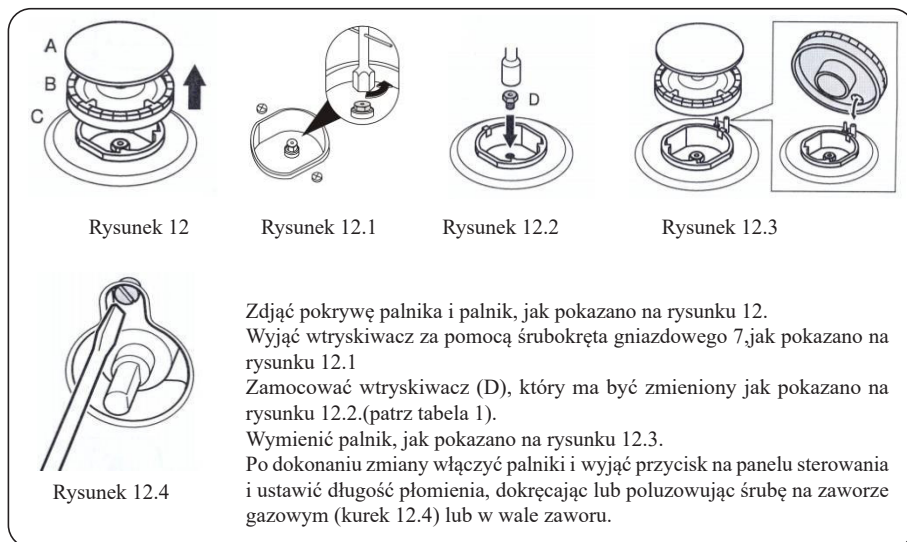 A
B
C
D
Rysunek 12
Rysunek 12.1
Rysunek 12.2
Rysunek 12.3
Zdjąć pokrywę palnika i palnik, jak pokazano na rysunku 12.
Wyjąć wtryskiwacz za pomocą śrubokręta gniazdowego 7,jak pokazano na
rysunku 12.1
Zamocować wtryskiwacz (D), który ma być zmieniony jak pokazano na
rysunku 12.2.(patrz tabela 1).
Wymienić palnik, jak pokazano na rysunku 12.3.
Po dokonaniu zmiany włączyć palniki i wyjąć przycisk na panelu sterowania
i ustawić długość płomienia, dokręcając lub poluzowując śrubę na zaworze
gazowym (kurek 12.4) lub w wale zaworu.
Rysunek 12.4